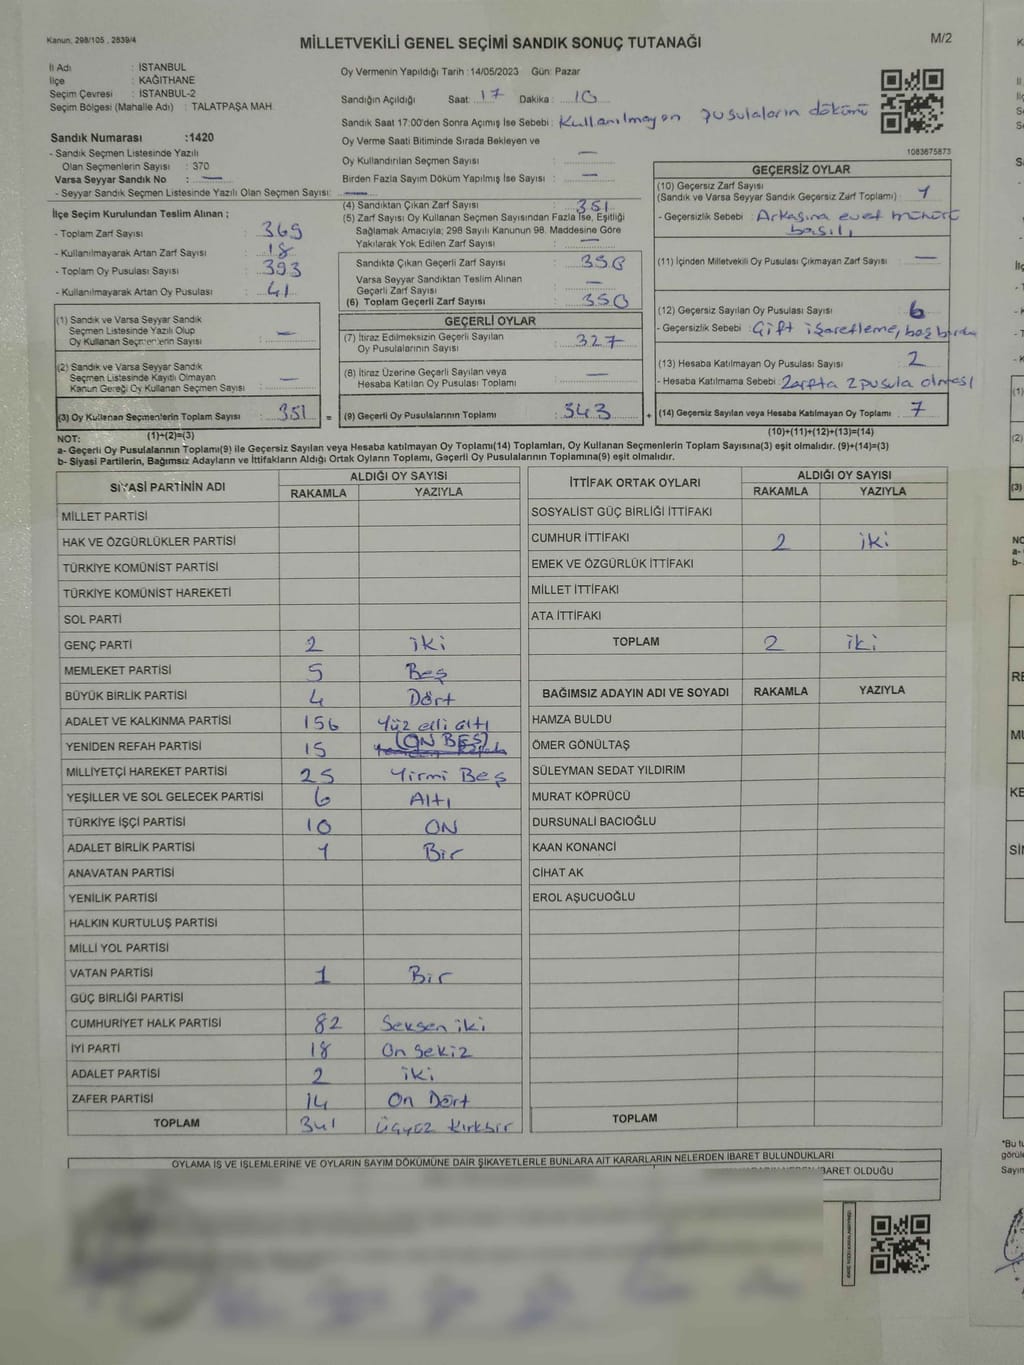 Kanun, 298/105, 2839/4
MİLLETVEKİLİ GENEL SEÇİMİ SANDIK SONUÇ TUTANAĞI
M/2
İl Adı : İSTANBUL
İlçe : KAĞITHANE
Seçim Çevresi : İSTANBUL-2
Seçim Bölgesi (Mahalle Adı) : TALATPAŞA MAH.
Oy Vermenin Yapıldığı Tarih :14/05/2023 Gün: Pazar
Sandığın Açıldığı Saat 17 Dakika 10
Sandık Saat 17:00'den Sonra Açımış İse Sebebi : Kullanılmayan pusulaların dökümü
Sandık Numarası :1420
- Sandık Seçmen Listesinde Yazılı
Olan Seçmenlerin Sayısı : 370
Varsa Seyyar Sandık No : —
- Seyyar Sandık Seçmen Listesinde Yazılı Olan Seçmen Sayısı: —
Oy Verme Saati Bitiminde Sırada Bekleyen ve
Oy Kullandırılan Seçmen Sayısı : —
Birden Fazla Sayım Döküm Yapılmış İse Sayısı : —
1083675873
İlçe Seçim Kurulundan Teslim Alınan ;
- Toplam Zarf Sayısı : 369
- Kullanılmayarak Artan Zarf Sayısı : 18
- Toplam Oy Pusulası Sayısı : 393
- Kullanılmayarak Artan Oy Pusulası : 41
(1) Sandık ve Varsa Seyyar Sandık
Seçmen Listesinde Yazılı Olup
Oy Kullanan Seçmenlerin Sayısı : —
(2) Sandık ve Varsa Seyyar Sandık
Seçmen Listesinde Kayıtlı Olmayan
Kanun Gereği Oy Kullanan Seçmen Sayısı : —
(3) Oy Kullanan Seçmenlerin Toplam Sayısı : 351 =
(4) Sandıktan Çıkan Zarf Sayısı : 351
(5) Zarf Sayısı Oy Kullanan Seçmen Sayısından Fazla İse, Eşitliği
Sağlamak Amacıyla; 298 Sayılı Kanunun 98. Maddesine Göre
Yakılarak Yok Edilen Zarf Sayısı : —
Sandıkta Çıkan Geçerli Zarf Sayısı : 350
Varsa Seyyar Sandıktan Teslim Alınan
Geçerli Zarf Sayısı : —
(6) Toplam Geçerli Zarf Sayısı : 350
GEÇERLİ OYLAR
(7) İtiraz Edilmeksizin Geçerli Sayılan
Oy Pusulalarının Sayısı : 327
(8) İtiraz Üzerine Geçerli Sayılan veya
Hesaba Katılan Oy Pusulası Toplamı : —
(9) Geçerli Oy Pusulalarının Toplamı : 343 +
GEÇERSİZ OYLAR
(10) Geçersiz Zarf Sayısı
(Sandık ve Varsa Seyyar Sandık Geçersiz Zarf Toplamı) : 1
- Geçersizlik Sebebi : Arkasına evet mühürü
basılı
(11) İçinden Milletvekili Oy Pusulası Çıkmayan Zarf Sayısı : —
(12) Geçersiz Sayılan Oy Pusulası Sayısı : 6
- Geçersizlik Sebebi : Çift işaretleme,
(13) Hesaba Katılmayan Oy Pusulası Sayısı : 2
- Hesaba Katılmama Sebebi : Zarfta 2 pusula olması
(14) Geçersiz Sayılan veya Hesaba Katılmayan Oy Toplamı : 7
NOT: (1)+(2)=(3)
(10)+(11)+(12)+(13)=(14)
a- Geçerli Oy Pusulalarının Toplamı(9) ile Geçersiz Sayılan veya Hesaba katılmayan Oy Toplamı(14) Toplamları, Oy Kullanan Seçmenlerin Toplam Sayısına(3) eşit olmalıdır. (9)+(14)=(3)
b- Siyasi Partilerin, Bağımsız Adayların ve İttifakların Aldığı Ortak Oyların Toplamı, Geçerli Oy Pusulalarının Toplamına(9) eşit olmalıdır.
SİYASİ PARTİNİN ADI ALDIĞI OY SAYISI
RAKAMLA YAZIYLA
MİLLET PARTİSİ
HAK VE ÖZGÜRLÜKLER PARTİSİ
TÜRKİYE KOMÜNİST PARTİSİ
TÜRKİYE KOMÜNİST HAREKETİ
SOL PARTİ
GENÇ PARTİ 2 iki
MEMLEKET PARTİSİ 5 Beş
BÜYÜK BİRLİK PARTİSİ 4 Dört
ADALET VE KALKINMA PARTİSİ 156 Yüz elli altı
YENİDEN REFAH PARTİSİ 15 (ON BEŞ)
MİLLİYETÇİ HAREKET PARTİSİ 25 Yirmi Beş
YEŞİLLER VE SOL GELECEK PARTİSİ 6 Altı
TÜRKİYE İŞÇİ PARTİSİ 10 ON
ADALET BİRLİK PARTİSİ 1 Bir
ANAVATAN PARTİSİ
YENİLİK PARTİSİ
HALKIN KURTULUŞ PARTİSİ
MİLLİ YOL PARTİSİ
VATAN PARTİSİ 1 Bir
GÜÇ BİRLİĞİ PARTİSİ
CUMHURİYET HALK PARTİSİ 82 Seksen iki
İYİ PARTİ 18 On Sekiz
ADALET PARTİSİ 2 iki
ZAFER PARTİSİ 14 On Dört
TOPLAM 341 Üçyüz Kırkbir
İTTİFAK ORTAK OYLARI ALDIĞI OY SAYISI
RAKAMLA YAZIYLA
SOSYALİST GÜÇ BİRLİĞİ İTTİFAKI
CUMHUR İTTİFAKI 2 iki
EMEK VE ÖZGÜRLÜK İTTİFAKI
MİLLET İTTİFAKI
ATA İTTİFAKI
TOPLAM 2 iki
BAĞIMSIZ ADAYIN ADI VE SOYADI RAKAMLA YAZIYLA
HAMZA BULDU
ÖMER GÖNÜLTAŞ
SÜLEYMAN SEDAT YILDIRIM
MURAT KÖPRÜCÜ
DURSUNALİ BACIOĞLU
KAAN KONANCİ
CİHAT AK
EROL AŞUCUOĞLU
TOPLAM
OYLAMA İŞ VE İŞLEMLERİNE VE OYLARIN SAYIM DÖKÜMÜNE DAİR ŞİKAYETLERLE BUNLARA AİT KARARLARIN NELERDEN İBARET BULUNDUKLARI
İBARET OLDUĞU